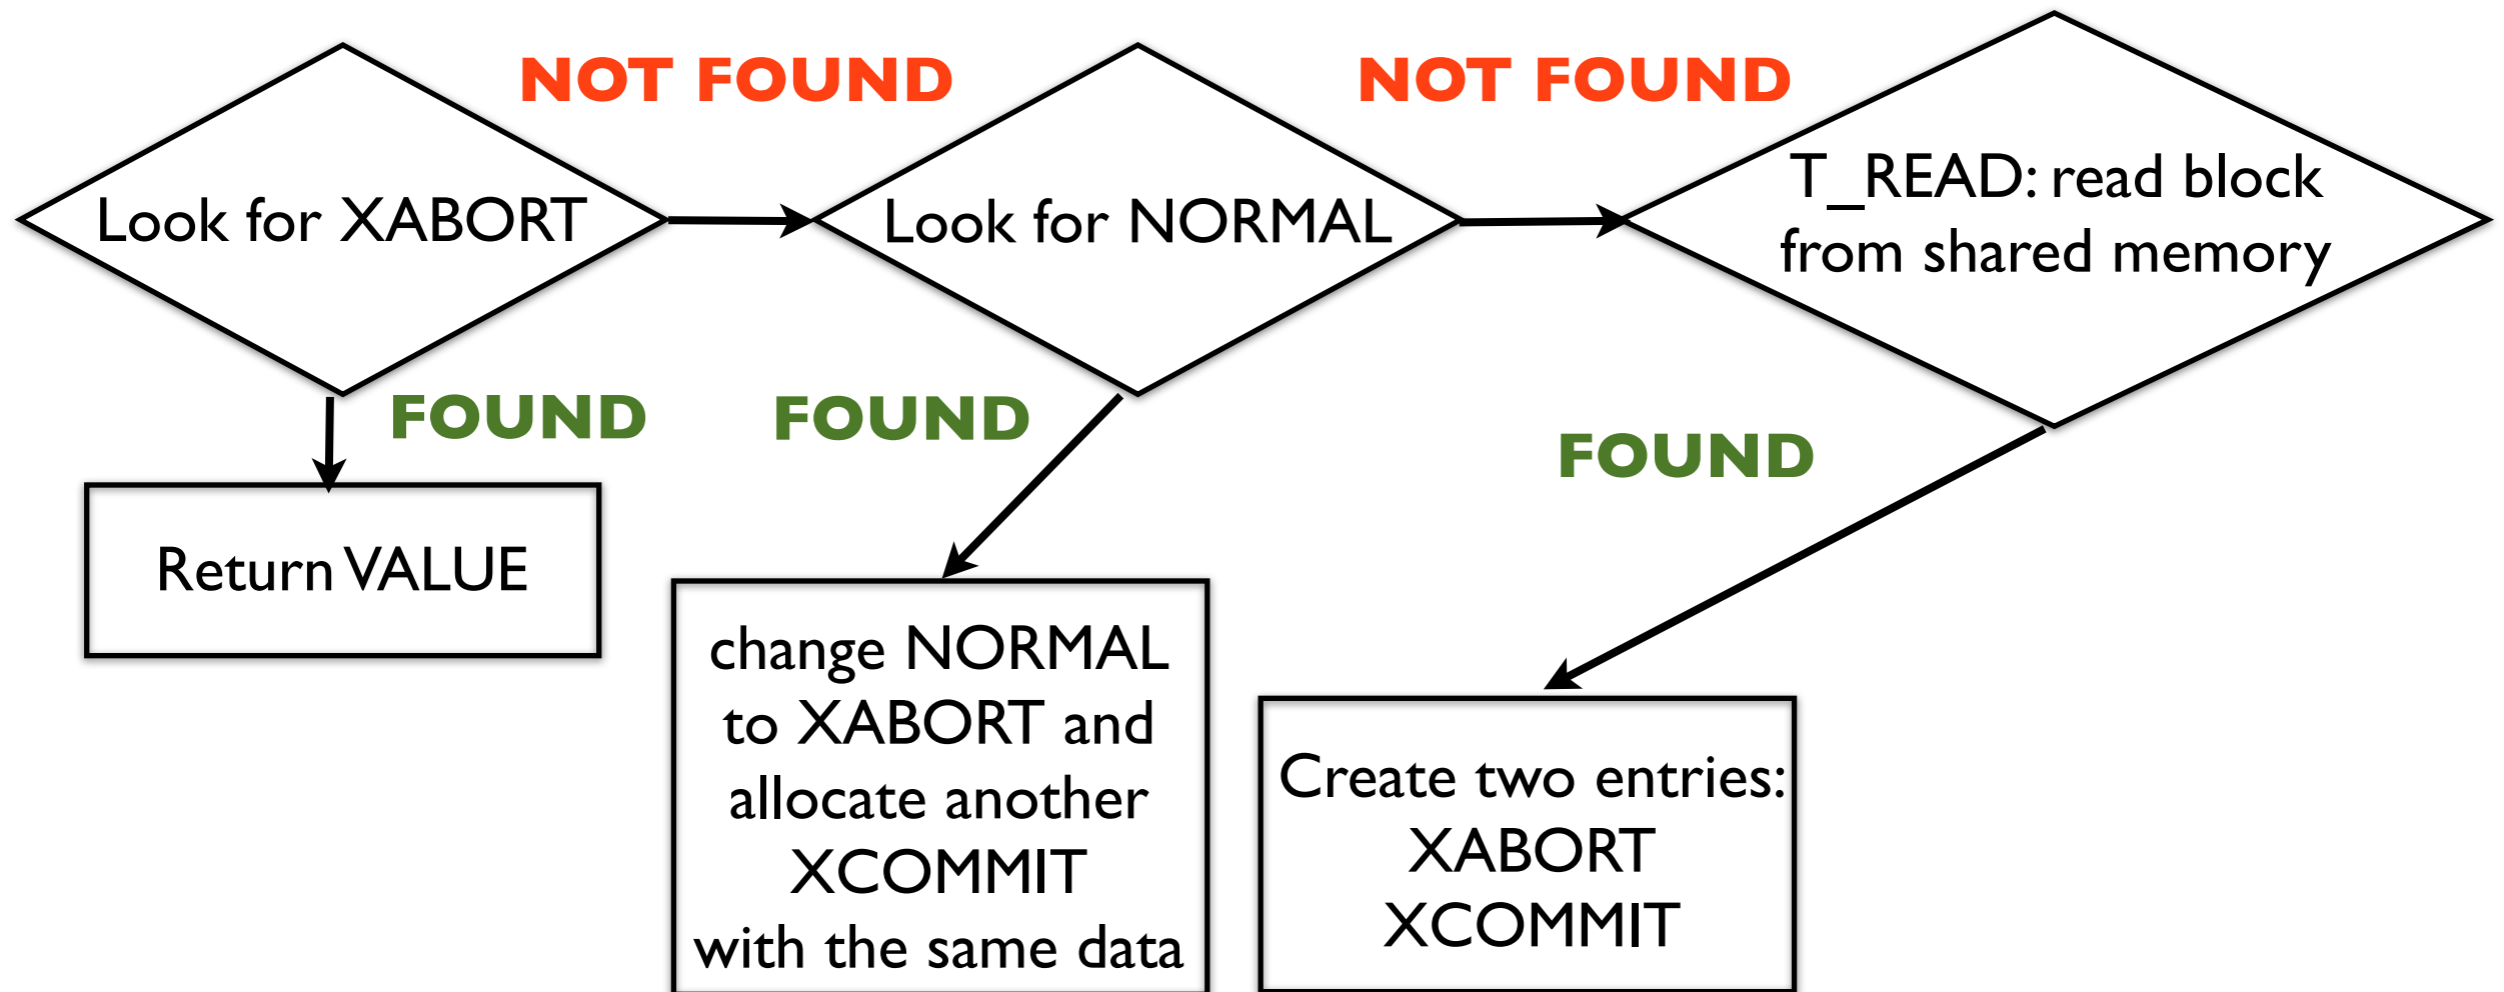 NOT FOUND
NOT FOUND
Look for XABORT
Look for NORMAL
T_READ: read block
from shared memory
FOUND
FOUND
FOUND
Return VALUE
change NORMAL
to XABORT and
allocate another
XCOMMIT
with the same data
Create two entries:
XABORT
XCOMMIT